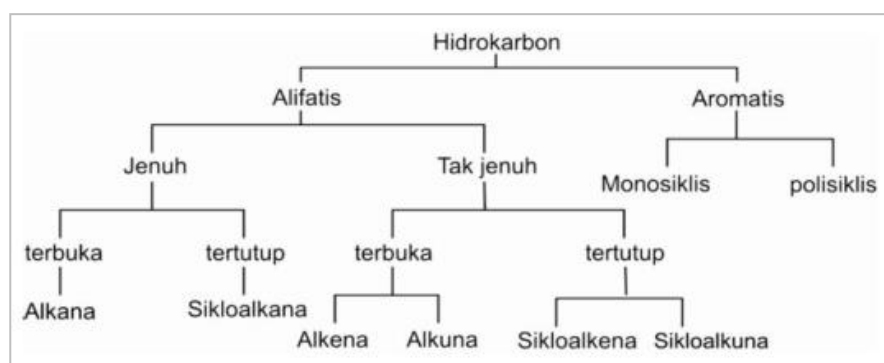 Hidrokarbon
Alifatis Aromatis
Jenuh Tak jenuh Monosiklis polisiklis
terbuka tertutup terbuka tertutup
Alkana Sikloalkana
Alkena Alkuna Sikloalkena Sikloalkuna